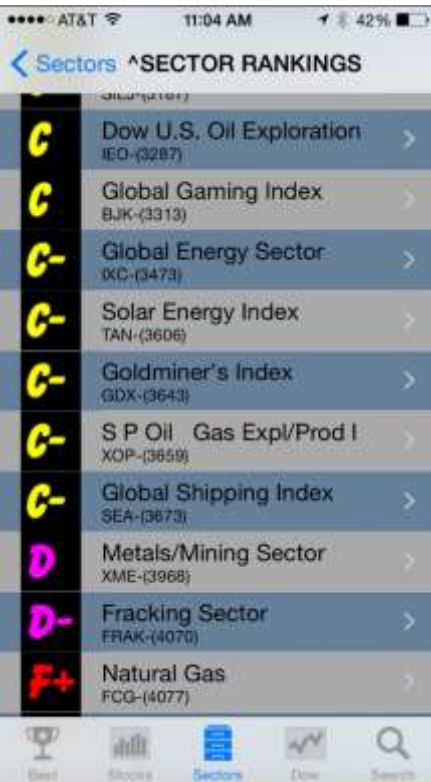 AT&T 11:04 AM 42%
Sectors ^SECTOR RANKINGS
C Dow U.S. Oil Exploration
IEO-(3287)
C Global Gaming Index
BJK-(3313)
C- Global Energy Sector
IXC-(3473)
C- Solar Energy Index
TAN-(3606)
C- Goldminer's Index
GDX-(3643)
C- S P Oil Gas Expl/Prod I
XOP-(3659)
C- Global Shipping Index
SEA-(3673)
D Metals/Mining Sector
XME-(3968)
D- Fracking Sector
FRAK-(4070)
F+ Natural Gas
FCG-(4077)
Best Stocks Sectors Dow Search